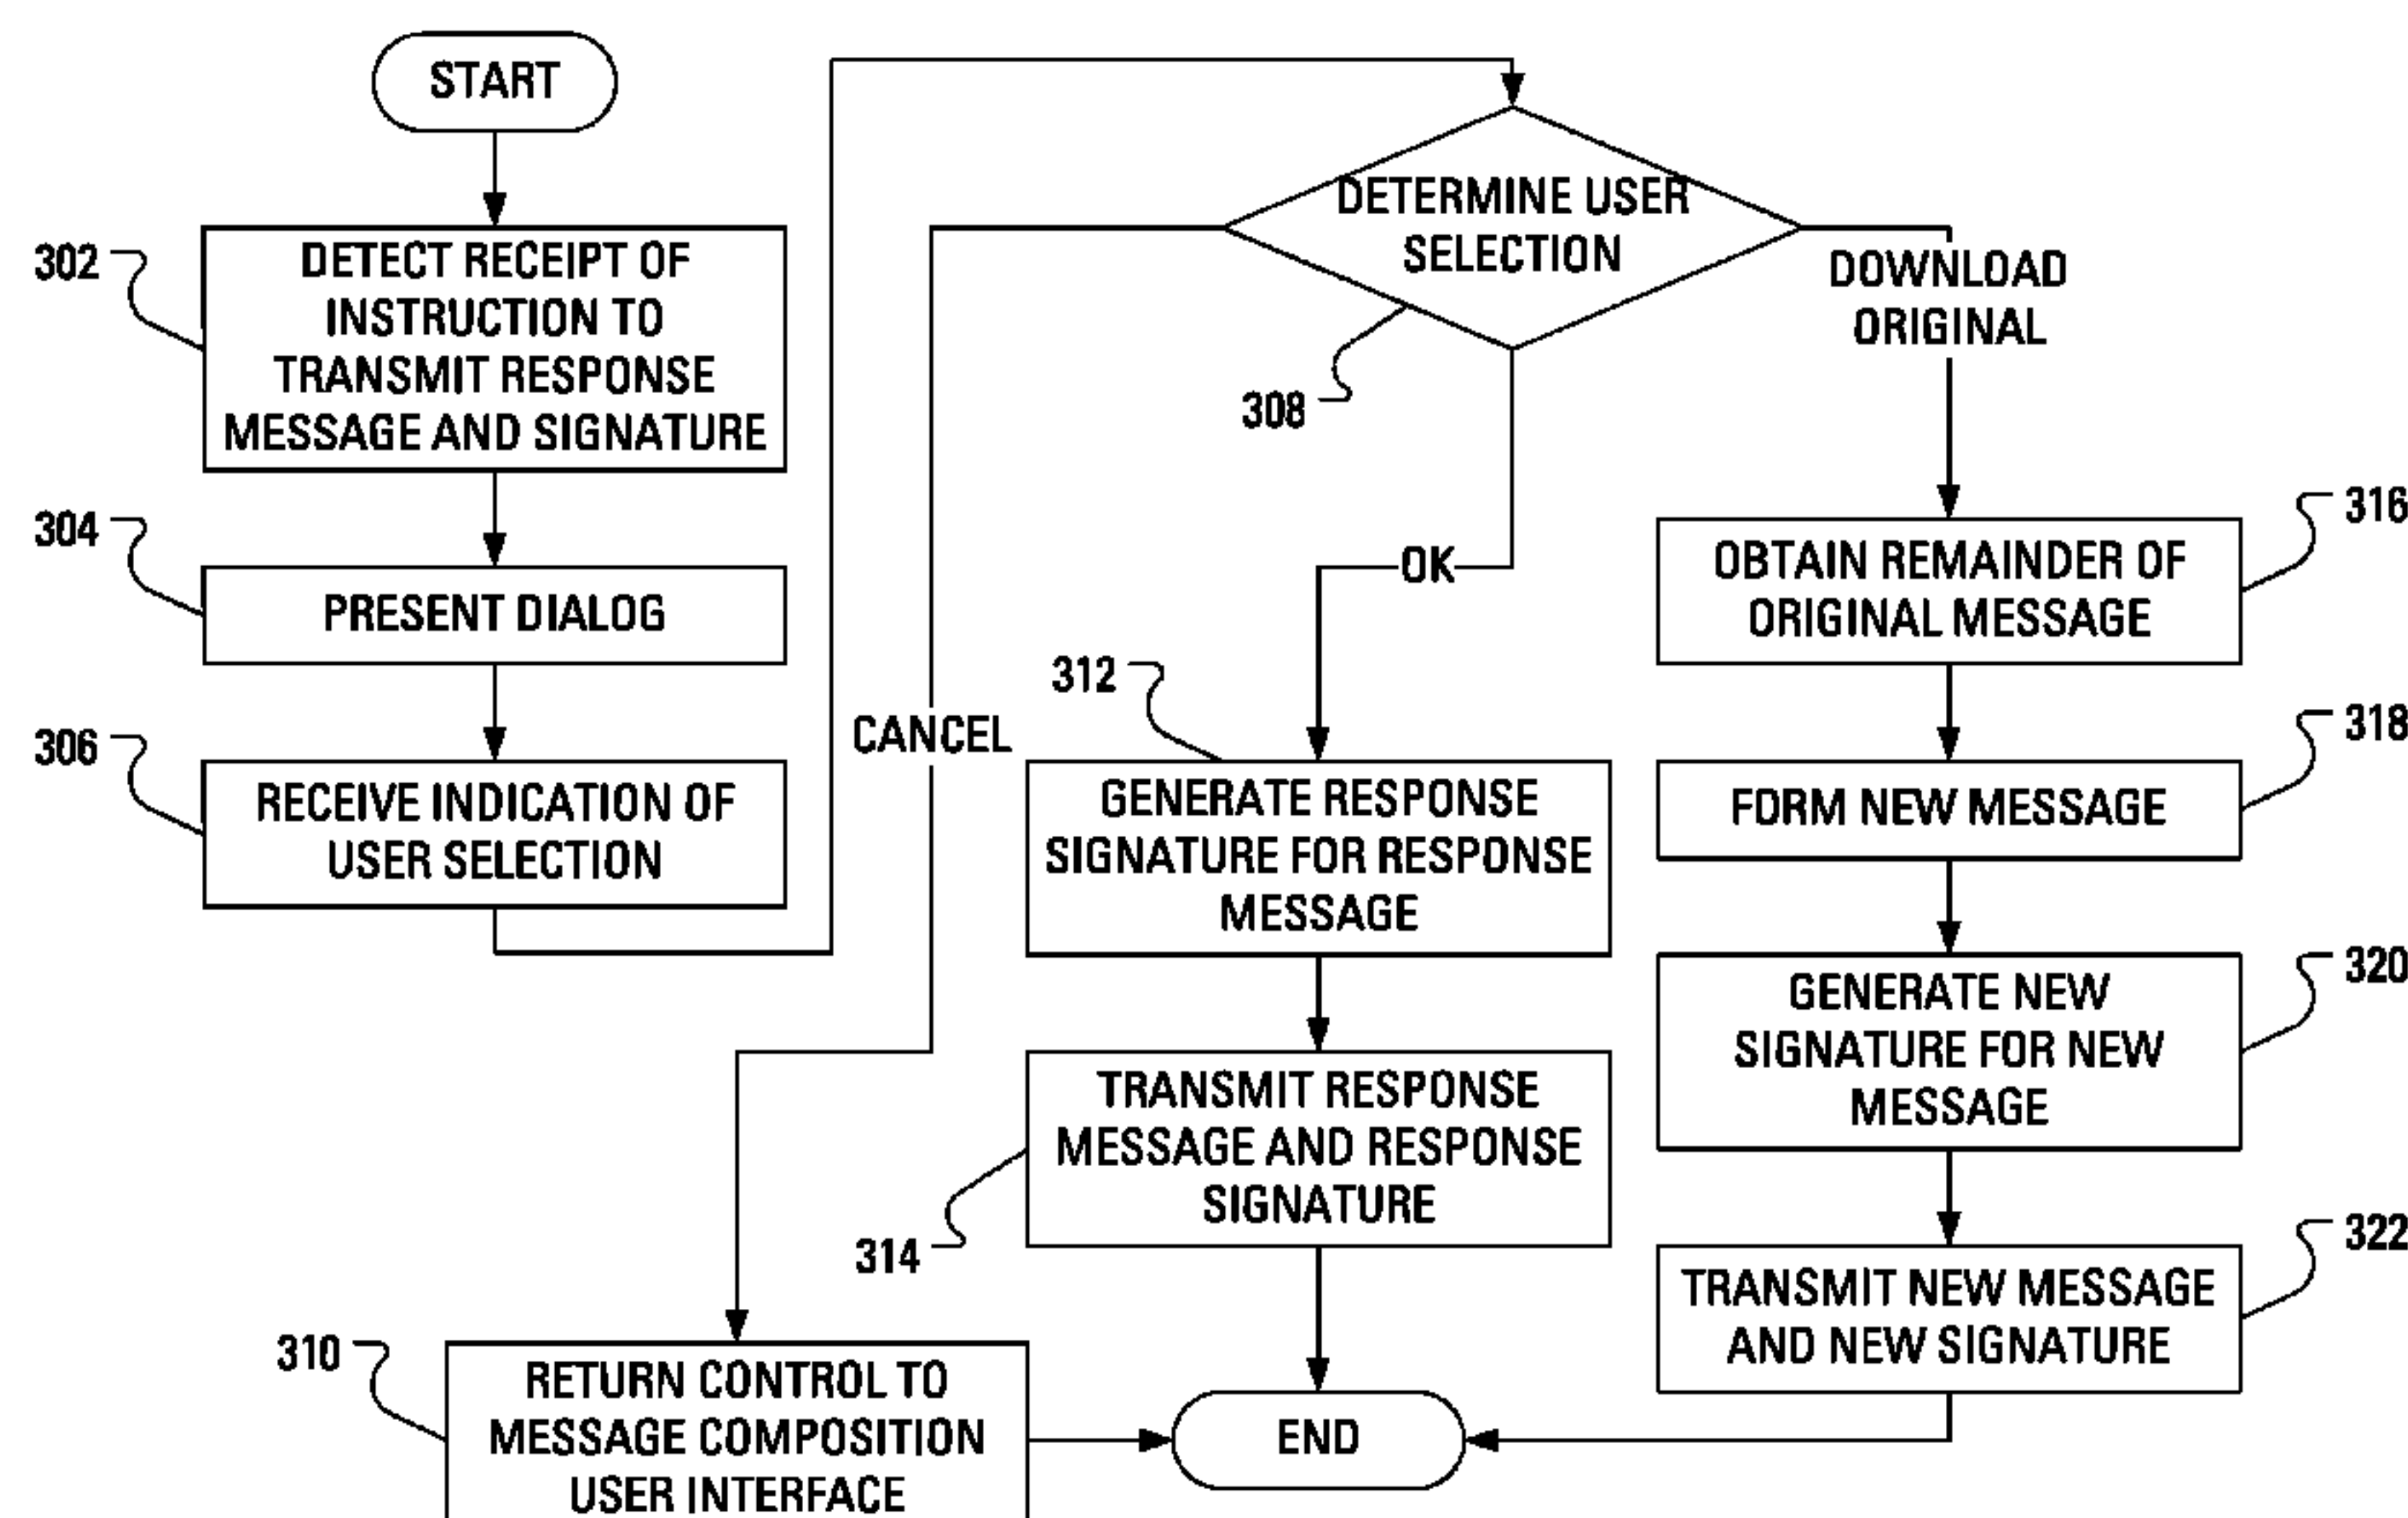 START
302
DETECT RECEIPT OF
INSTRUCTION TO
TRANSMIT RESPONSE
MESSAGE AND SIGNATURE
304
PRESENT DIALOG
306
RECEIVE INDICATION OF
USER SELECTION
DETERMINE USER
SELECTION
308
CANCEL
OK
DOWNLOAD
ORIGINAL
310
RETURN CONTROL TO
MESSAGE COMPOSITION
USER INTERFACE
312
GENERATE RESPONSE
SIGNATURE FOR RESPONSE
MESSAGE
314
TRANSMIT RESPONSE
MESSAGE AND RESPONSE
SIGNATURE
316
OBTAIN REMAINDER OF
ORIGINAL MESSAGE
318
FORM NEW MESSAGE
320
GENERATE NEW
SIGNATURE FOR NEW
MESSAGE
322
TRANSMIT NEW MESSAGE
AND NEW SIGNATURE
END